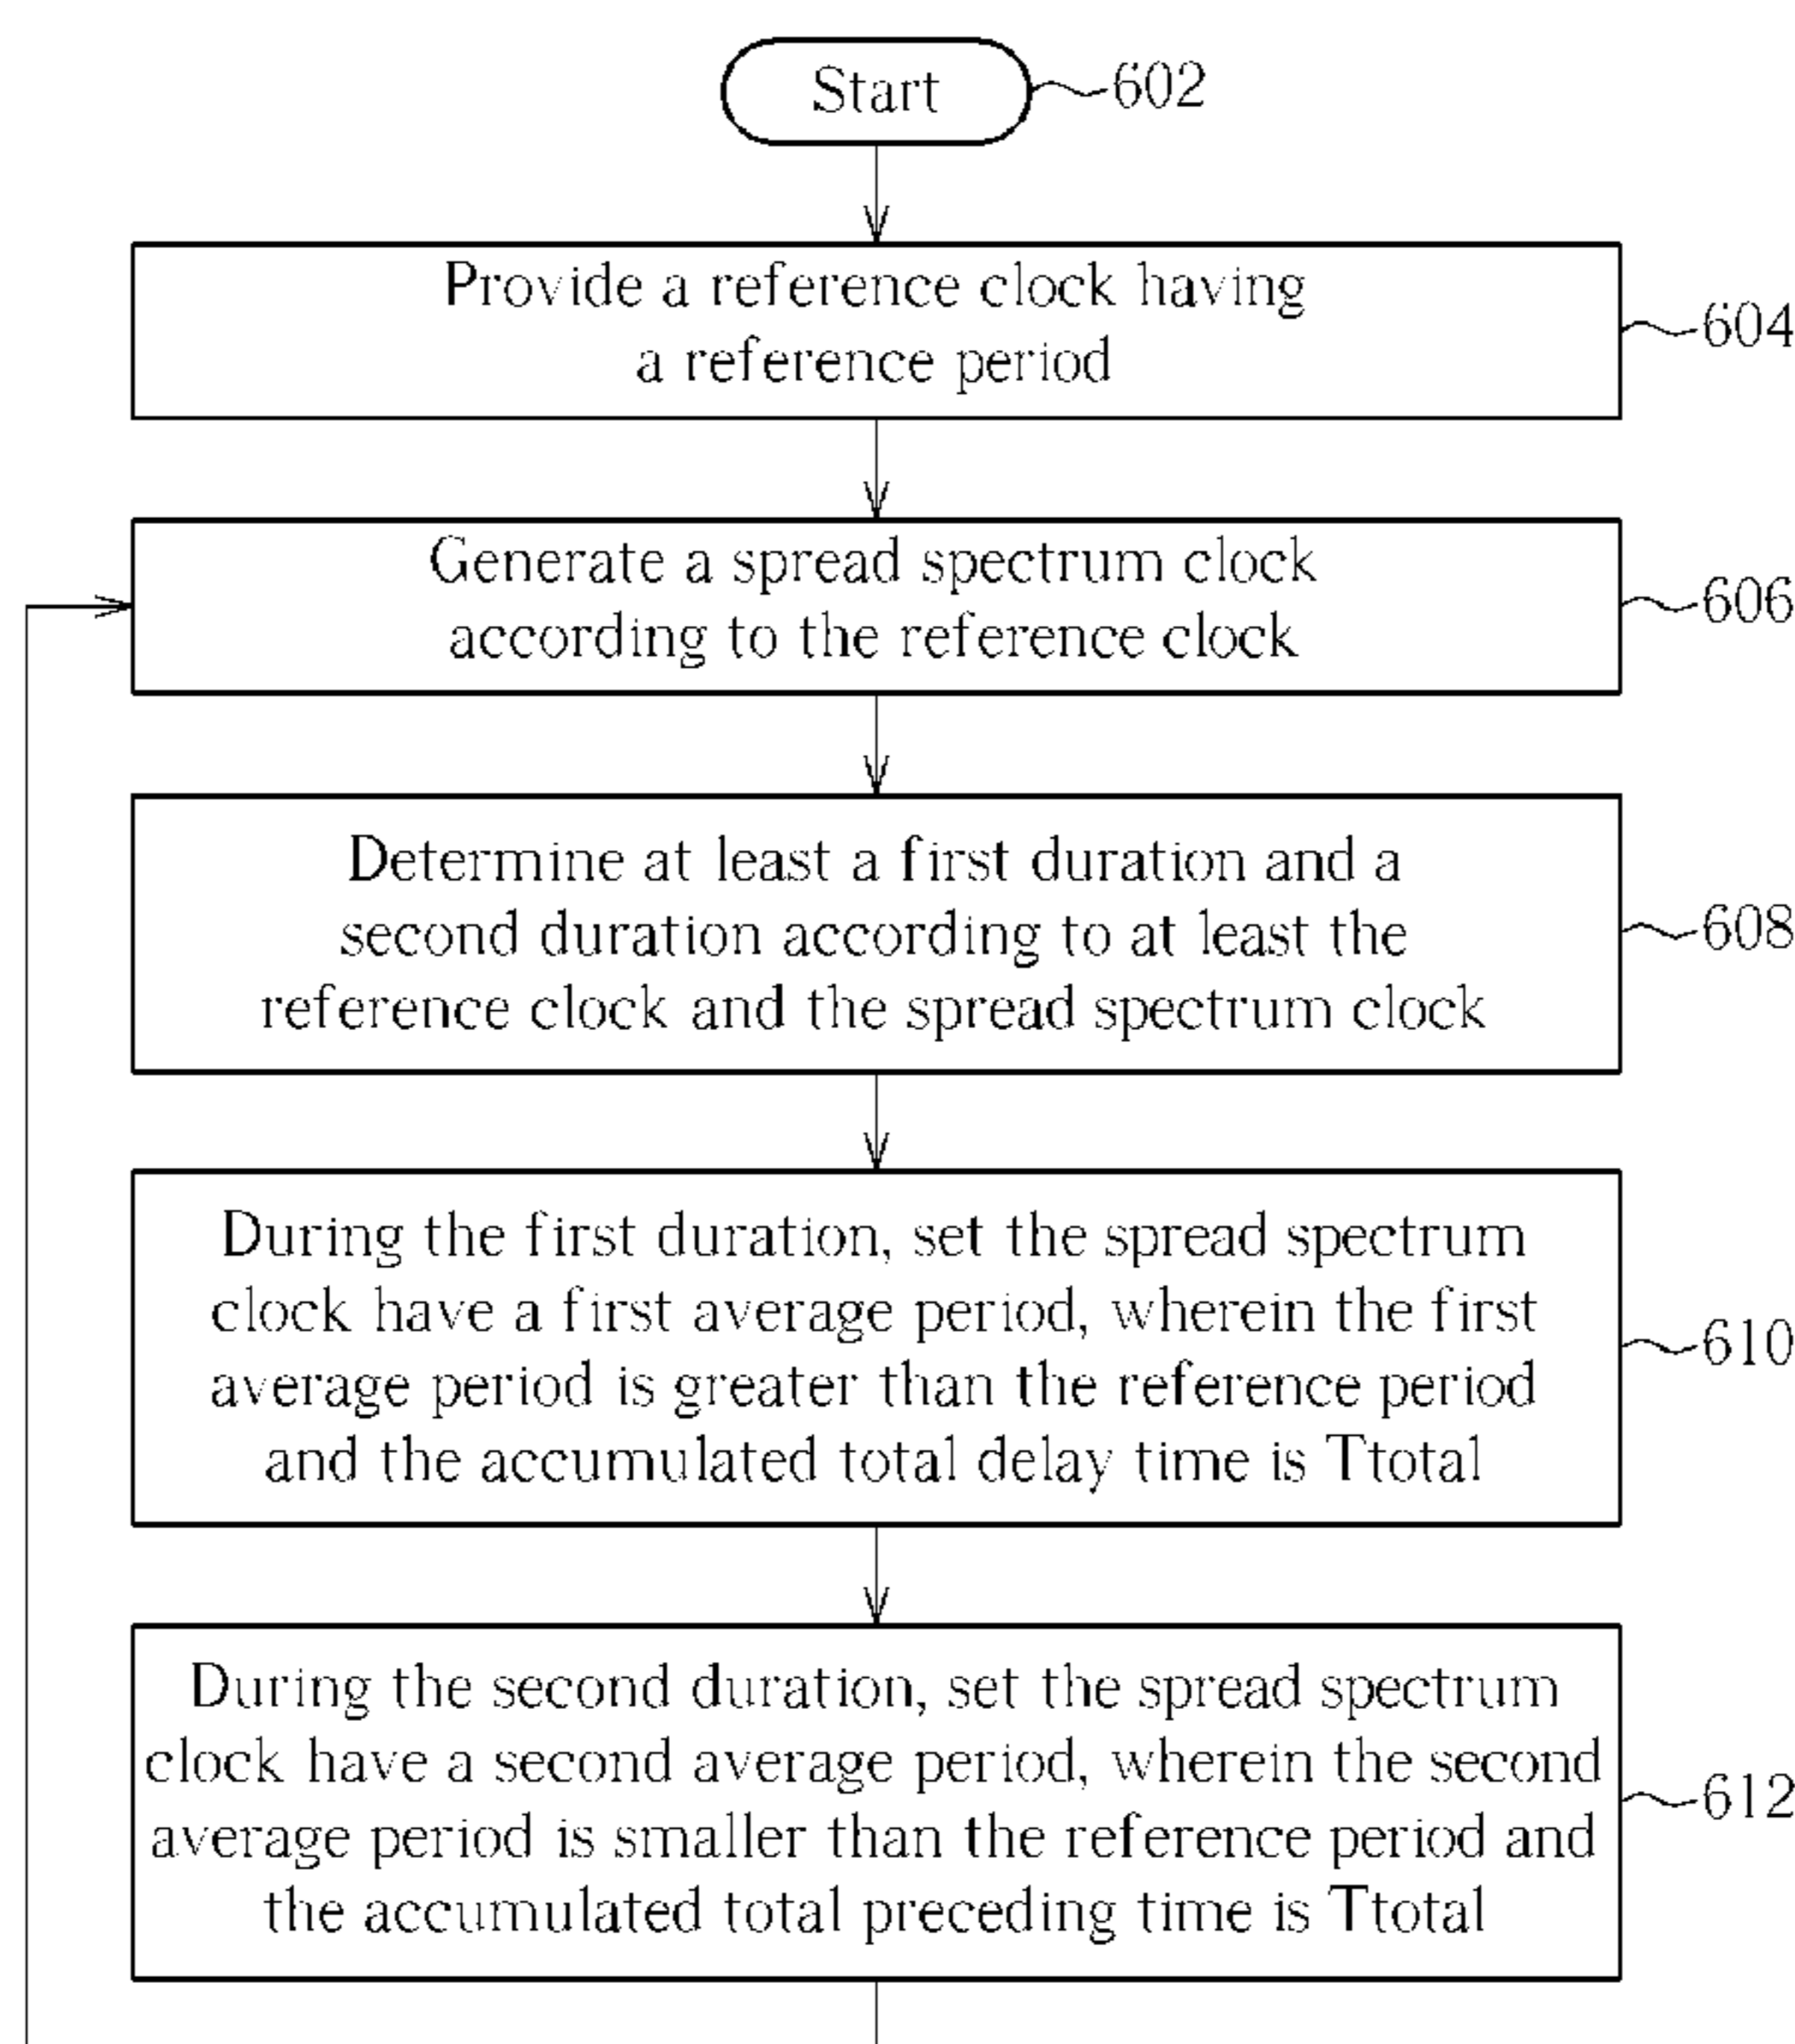 Start
602
Provide a reference clock having
a reference period
604
Generate a spread spectrum clock
according to the reference clock
606
Determine at least a first duration and a
second duration according to at least the
reference clock and the spread spectrum clock
608
During the first duration, set the spread spectrum
clock have a first average period, wherein the first
average period is greater than the reference period
and the accumulated total delay time is Ttotal
610
During the second duration, set the spread spectrum
clock have a second average period, wherein the second
average period is smaller than the reference period and
the accumulated total preceding time is Ttotal
612